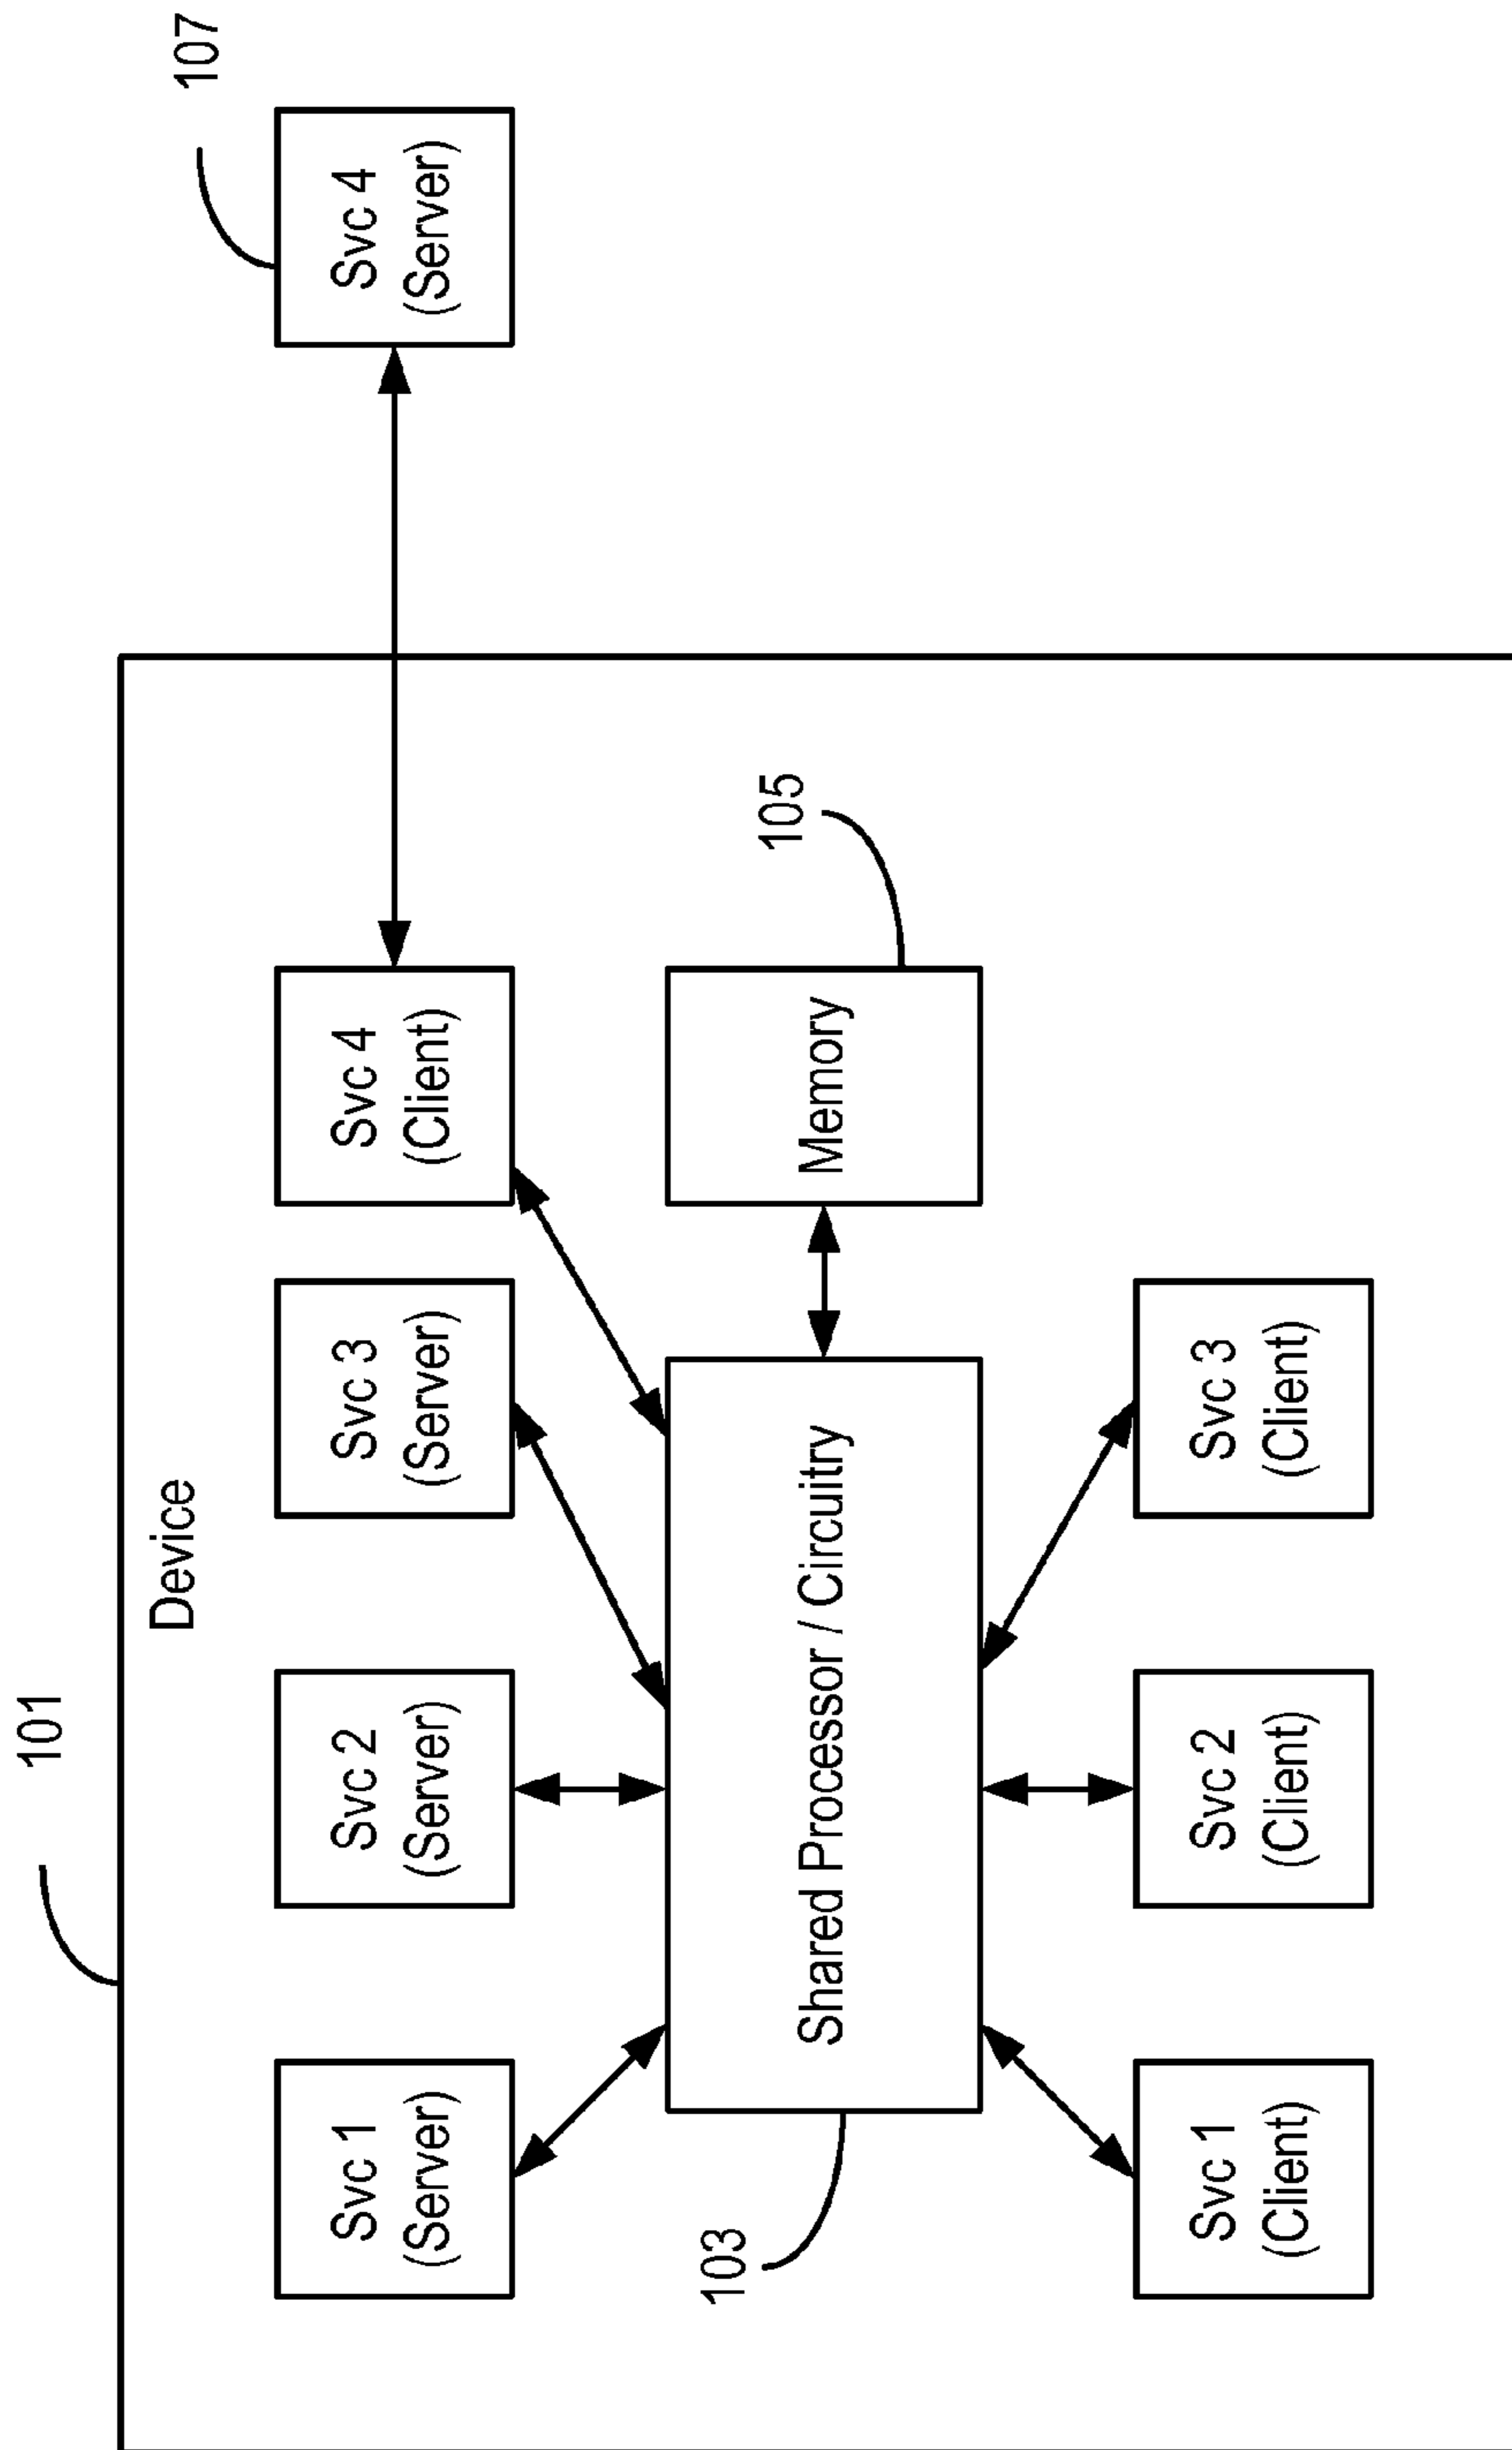 101
Device
107
Svc 1
(Server)
Svc 2
(Server)
Svc 3
(Server)
Svc 4
(Client)
Svc 4
(Server)
103
Shared Processor / Circuitry
Memory
105
Svc 1
(Client)
Svc 2
(Client)
Svc 3
(Client)